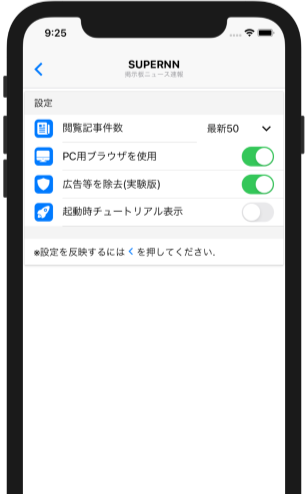 9:25
SUPERNN
掲示板ニュース速報
設定
閲覧記事件数 最新50
PC用ブラウザを使用
広告等を除去(実験版)
起動時チュートリアル表示
※設定を反映するには < を押してください.